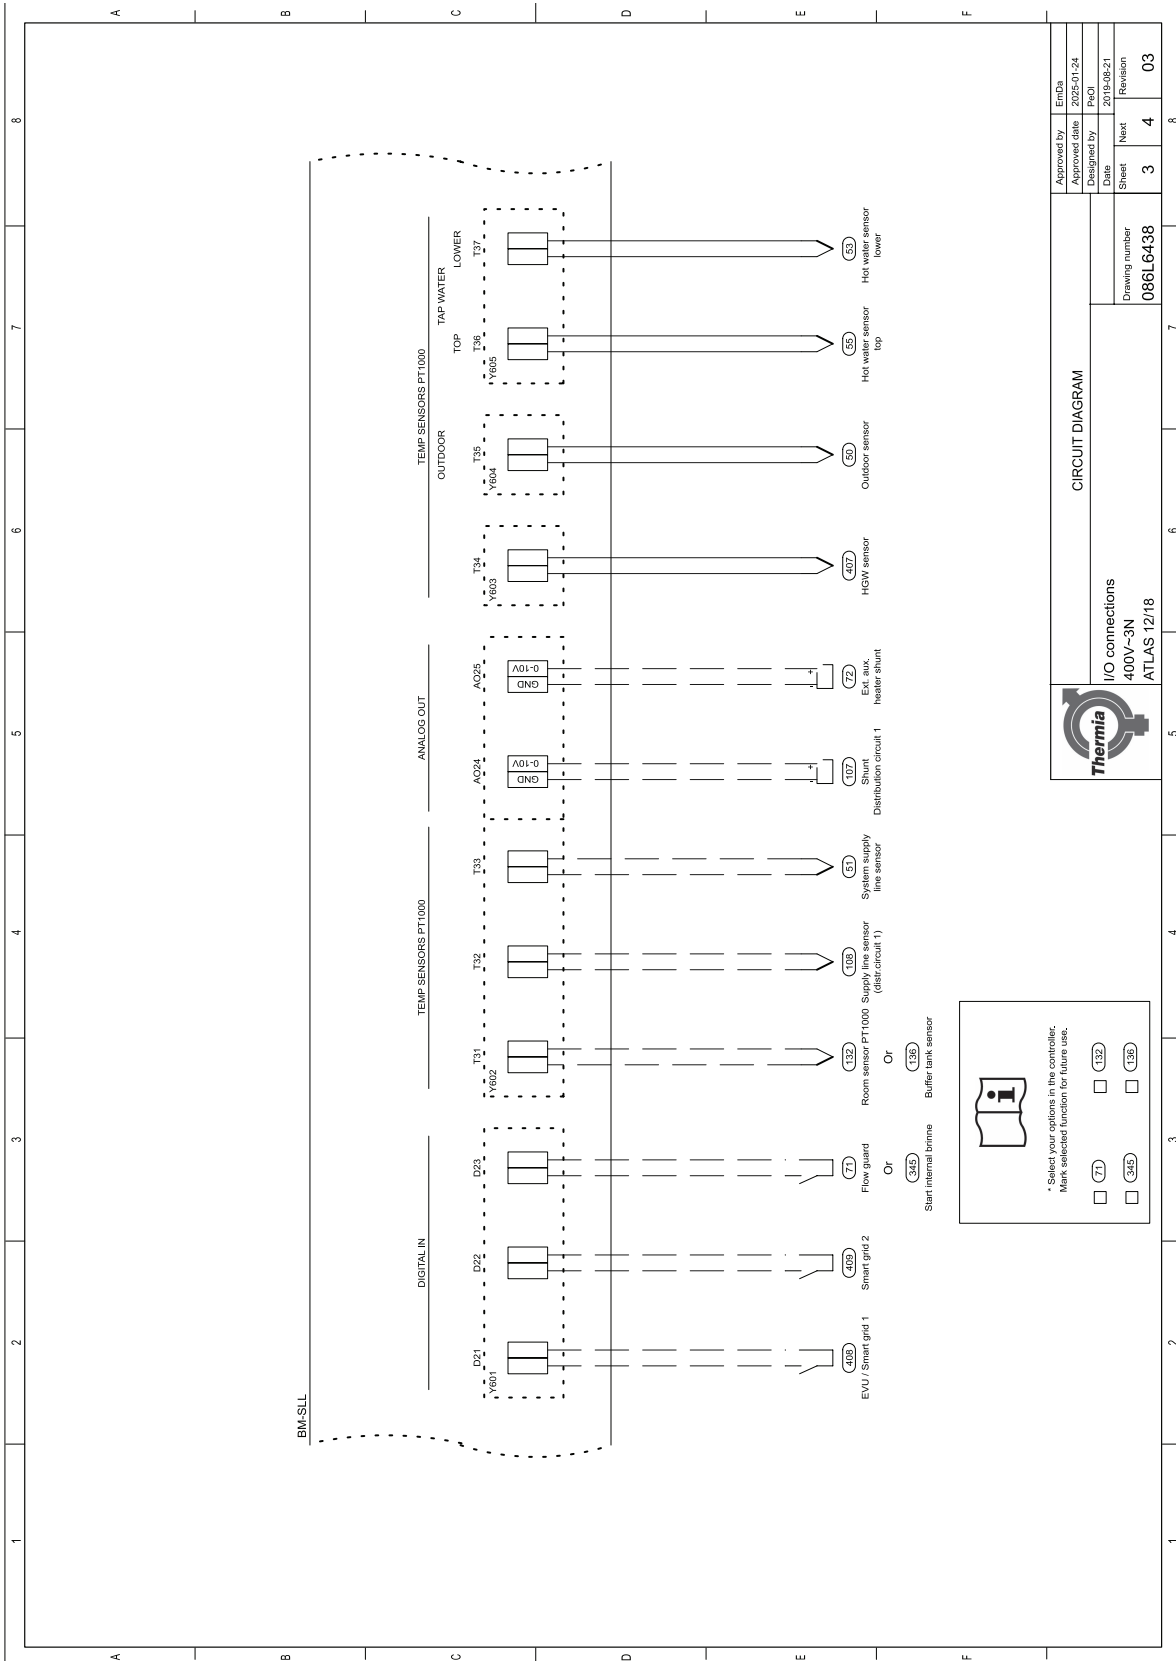 1 2 3 4 5 6 7 8
A
B
C
D
E
F
BM-SLL
DIGITAL IN
TEMP SENSORS PT1000
ANALOG OUT
TEMP SENSORS PT1000
OUTDOOR
TAP WATER
TOP
LOWER
D21
D22
D23
T31
T32
T33
AO24
AO25
T34
T35
T36
T37
Y601
Y602
Y603
Y604
Y605
GND
0-10V
GND
0-10V
- +
- +
408
EVU / Smart grid 1
409
Smart grid 2
71
Flow guard
Or
345
Start internal brinne
132
Room sensor PT1000
Or
136
Buffer tank sensor
108
Supply line sensor
(distr.circuit 1)
51
System supply
line sensor
107
Shunt
Distribution circuit 1
72
Ext. aux.
heater shunt
407
HGW sensor
50
Outdoor sensor
55
Hot water sensor
top
53
Hot water sensor
lower
i
* Select your options in the controller.
Mark selected function for future use.
71 132
345 136
Thermia
CIRCUIT DIAGRAM
I/O connections
400V~3N
ATLAS 12/18
Drawing number
086L6438
Approved by EmDa
Approved date 2025-01-24
Designed by PeOl
Date 2019-08-21
Sheet Next Revision
3 4 03
1 2 3 4 5 6 7 8
A
B
C
D
E
F